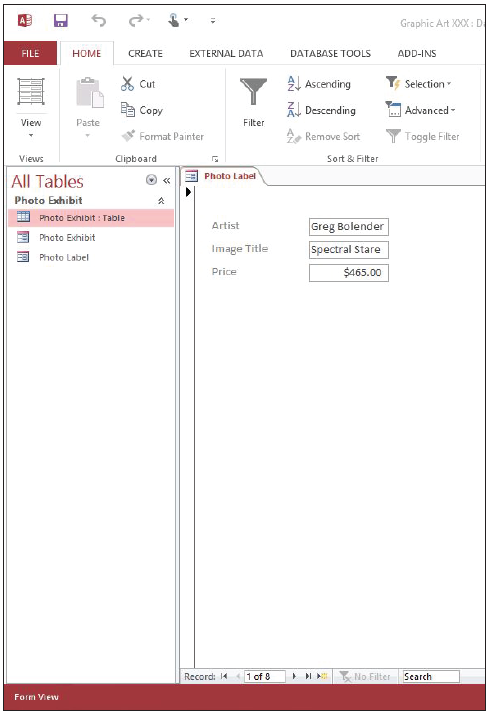 Graphic Art XXX : Da
FILE HOME CREATE EXTERNAL DATA DATABASE TOOLS ADD-INS
View
Paste
Cut
Copy
Format Painter
Filter
Ascending
Descending
Remove Sort
Selection
Advanced
Toggle Filter
Views Clipboard Sort & Filter
All Tables
Photo Exhibit
Photo Exhibit : Table
Photo Exhibit
Photo Label
Photo Label
Artist Greg Bolender
Image Title Spectral Stare
Price $465.00
Record: 1 of 8 No Filter Search
Form View